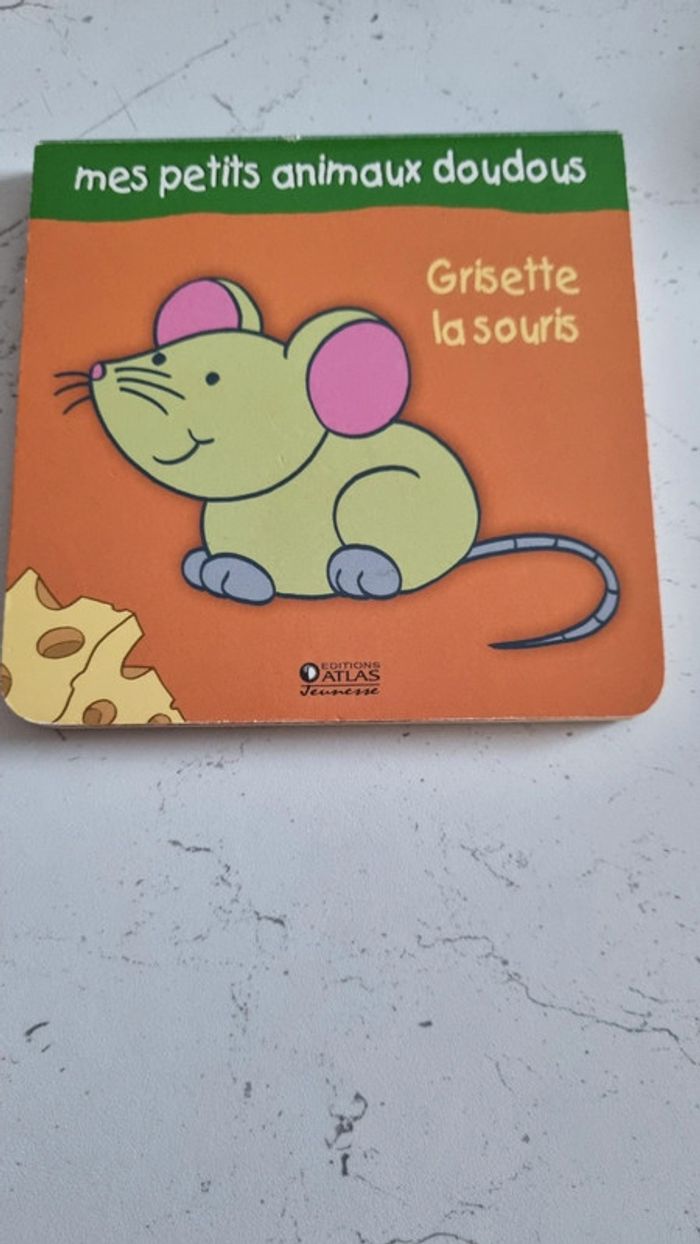 mes petits animaux doudous
Grisette
la souris
EDITIONS
ATLAS
Jeunesse